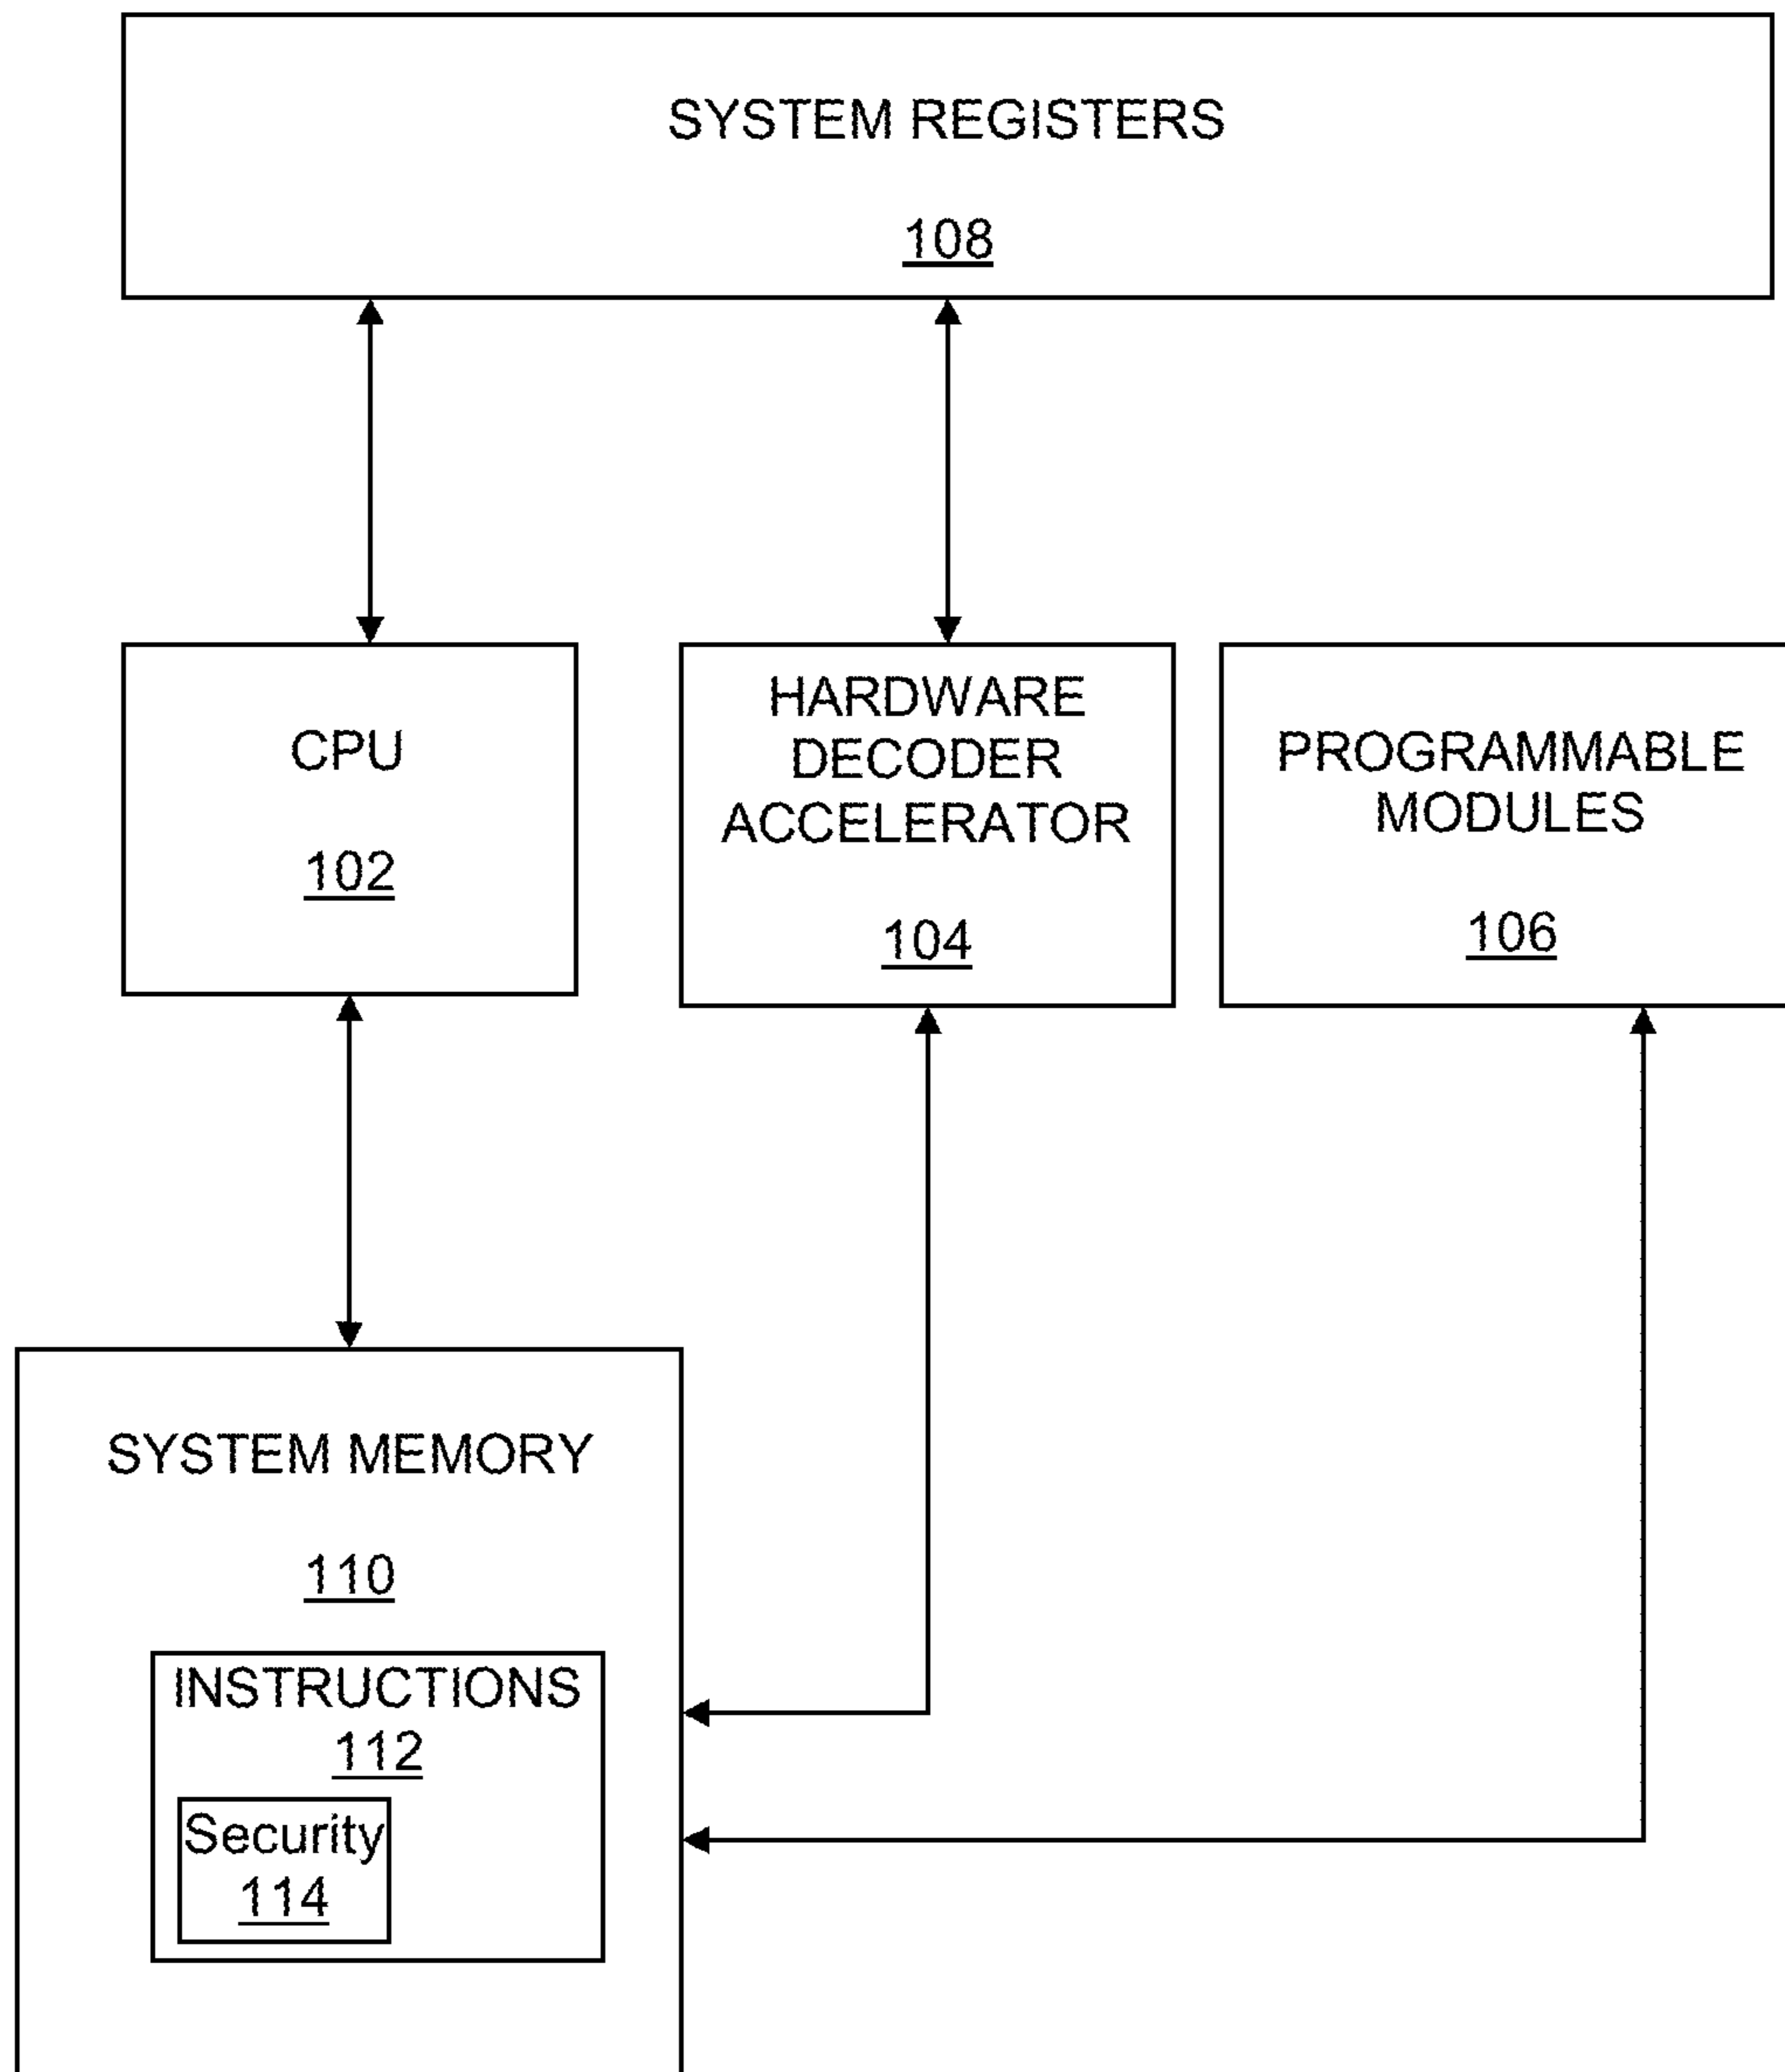 SYSTEM REGISTERS
108
CPU
102
HARDWARE
DECODER
ACCELERATOR
104
PROGRAMMABLE
MODULES
106
SYSTEM MEMORY
110
INSTRUCTIONS
112
Security
114